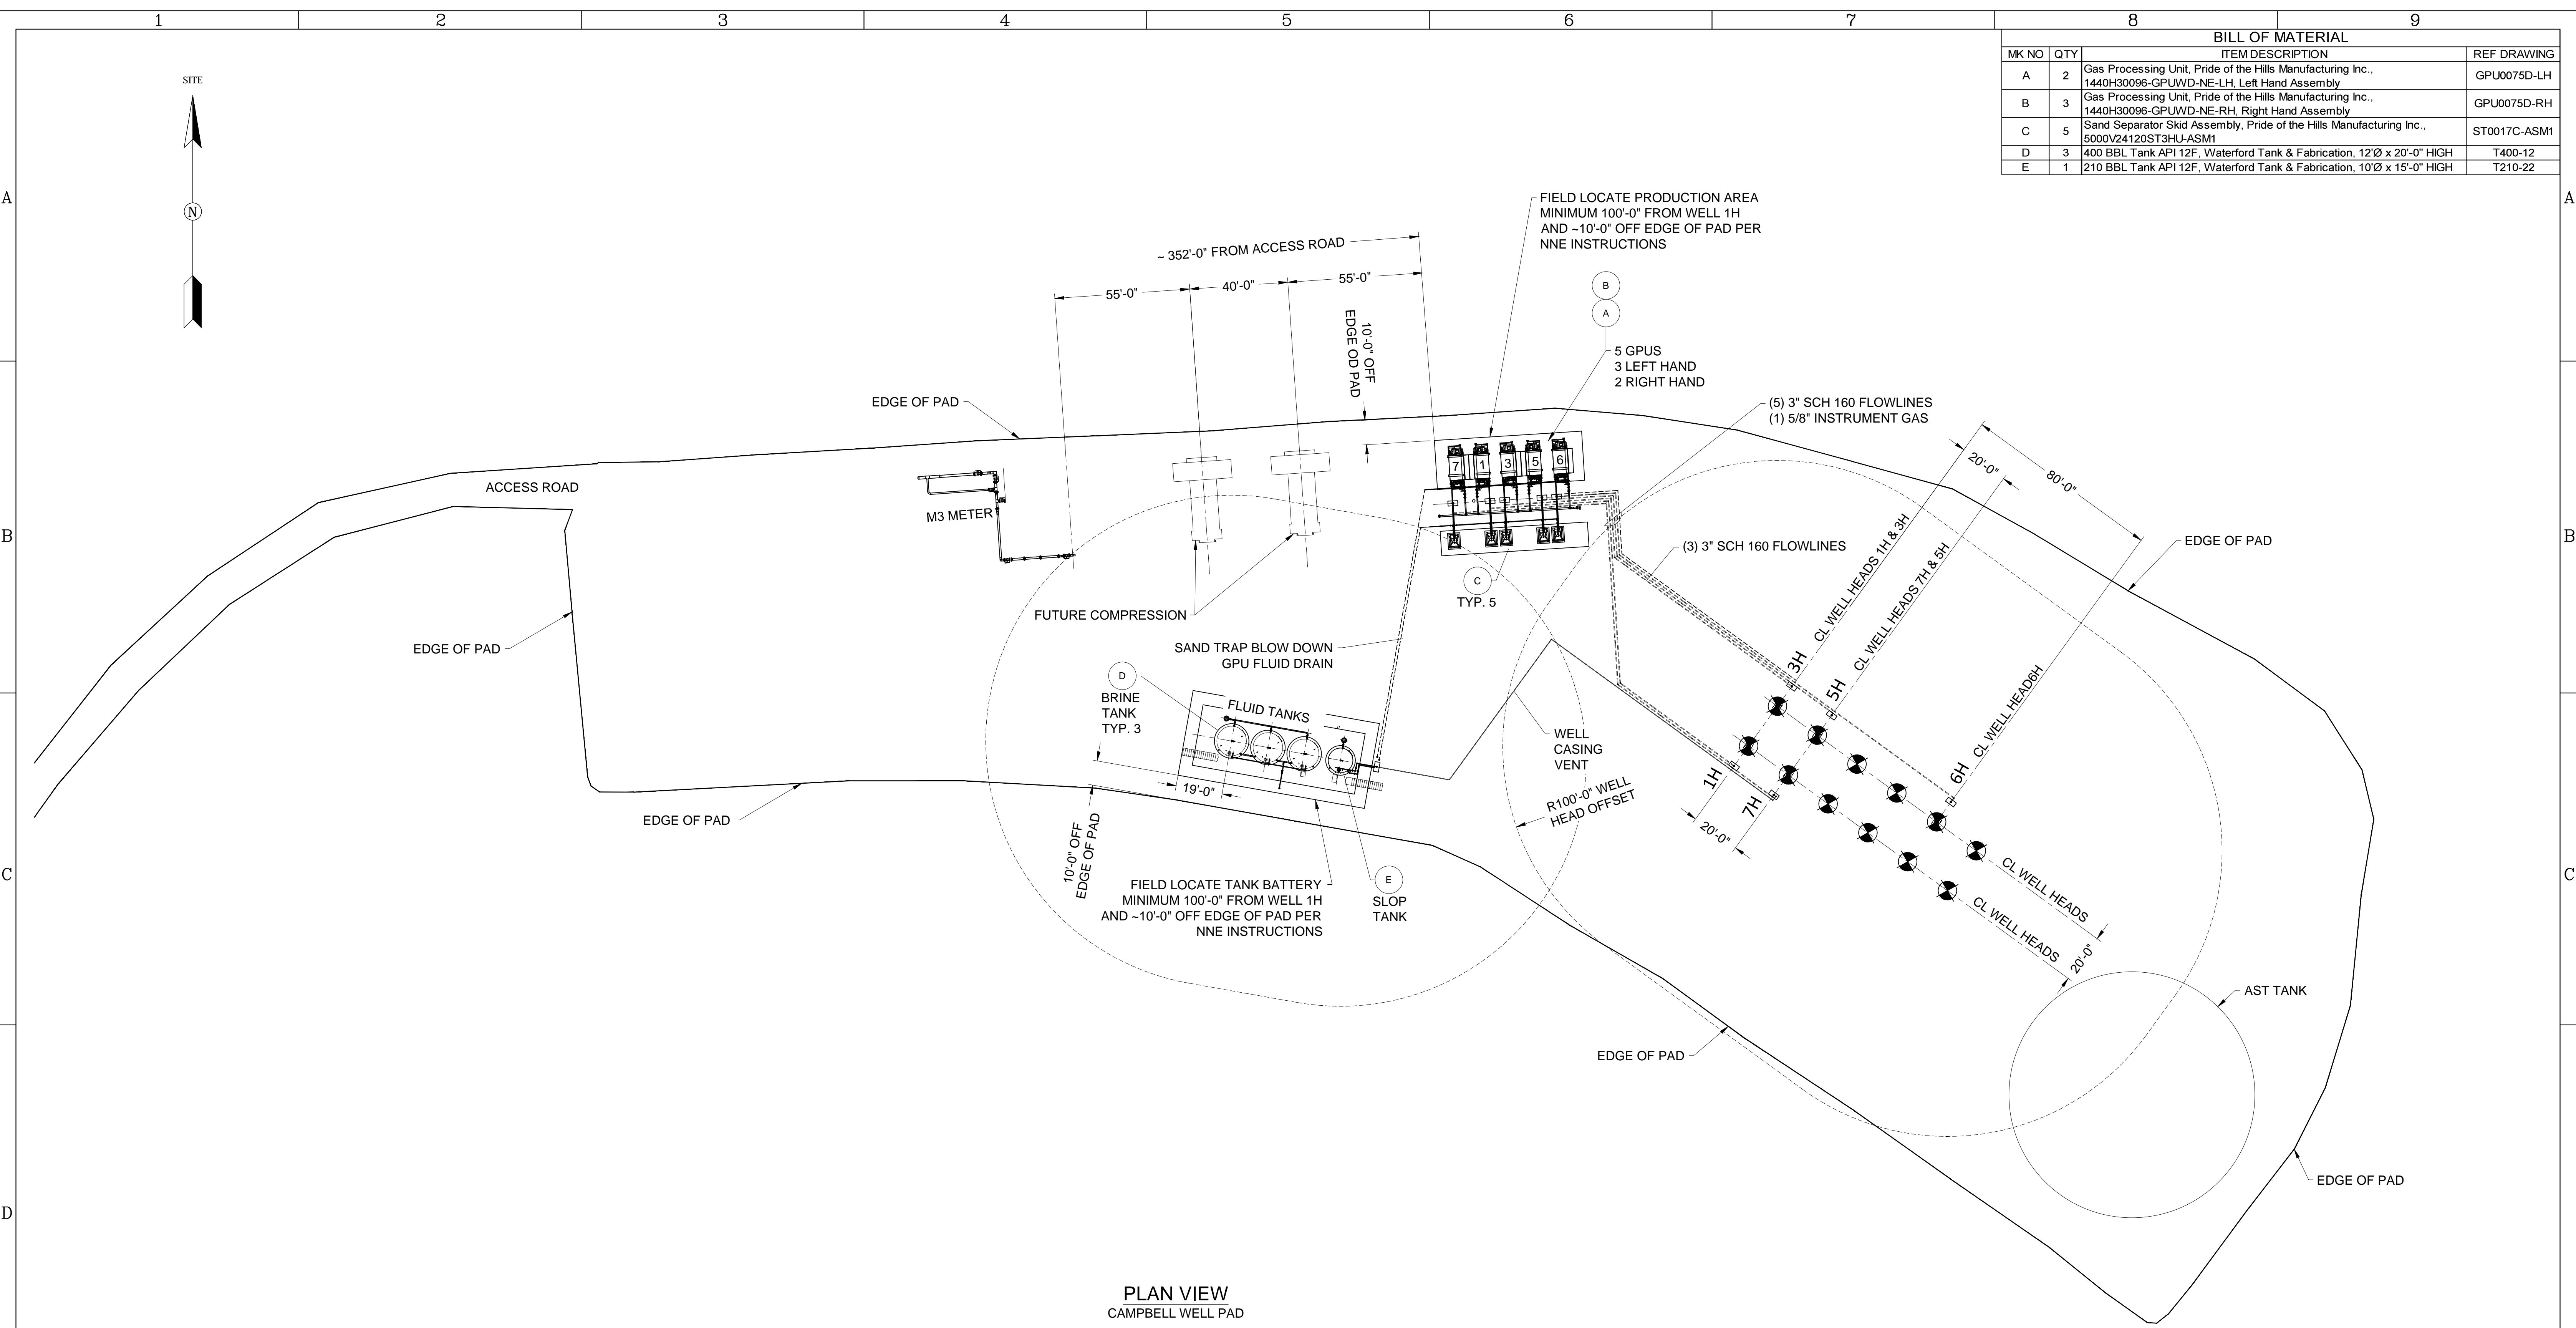 1 2 3 4 5 6 7 8 9
BILL OF MATERIAL
MK NO QTY ITEM DESCRIPTION REF DRAWING
A 2 Gas Processing Unit, Pride of the Hills Manufacturing Inc., GPU0075D-LH
1440H30096-GPUWD-NE-LH, Left Hand Assembly
B 3 Gas Processing Unit, Pride of the Hills Manufacturing Inc., GPU0075D-RH
1440H30096-GPUWD-NE-RH, Right Hand Assembly
C 5 Sand Separator Skid Assembly, Pride of the Hills Manufacturing Inc., ST0017C-ASM1
5000V24120ST3HU-ASM1
D 3 400 BBL Tank API 12F, Waterford Tank & Fabrication, 12'Ø x 20'-0" HIGH T400-12
E 1 210 BBL Tank API 12F, Waterford Tank & Fabrication, 10'Ø x 15'-0" HIGH T210-22
SITE
N
A
A
FIELD LOCATE PRODUCTION AREA
MINIMUM 100'-0" FROM WELL 1H
AND ~10'-0" OFF EDGE OF PAD PER
NNE INSTRUCTIONS
~ 352'-0" FROM ACCESS ROAD
55'-0"
40'-0"
55'-0"
10'-0" OFF
EDGE OD PAD
B
A
5 GPUS
3 LEFT HAND
2 RIGHT HAND
EDGE OF PAD
(5) 3" SCH 160 FLOWLINES
(1) 5/8" INSTRUMENT GAS
7 1 3 5 6
20'-0"
80'-0"
ACCESS ROAD
M3 METER
B
B
EDGE OF PAD
(3) 3" SCH 160 FLOWLINES
CL WELL HEADS 1H & 3H
CL WELL HEADS 7H & 5H
CL WELL HEAD6H
C
TYP. 5
FUTURE COMPRESSION
EDGE OF PAD
SAND TRAP BLOW DOWN
GPU FLUID DRAIN
D
BRINE
TANK
TYP. 3
FLUID TANKS
3H
5H
6H
1H
7H
WELL
CASING
VENT
R100'-0" WELL
HEAD OFFSET
19'-0"
20'-0"
EDGE OF PAD
10'-0" OFF
EDGE OF PAD
C
C
FIELD LOCATE TANK BATTERY
MINIMUM 100'-0" FROM WELL 1H
AND ~10'-0" OFF EDGE OF PAD PER
NNE INSTRUCTIONS
E
SLOP
TANK
CL WELL HEADS
CL WELL HEADS
20'-0"
AST TANK
EDGE OF PAD
EDGE OF PAD
D
PLAN VIEW
CAMPBELL WELL PAD